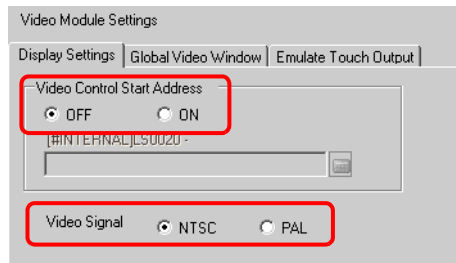 Video Module Settings
Display Settings Global Video Window Emulate Touch Output
Video Control Start Address
OFF ON
[#INTERNAL]LS0020 -
Video Signal NTSC PAL